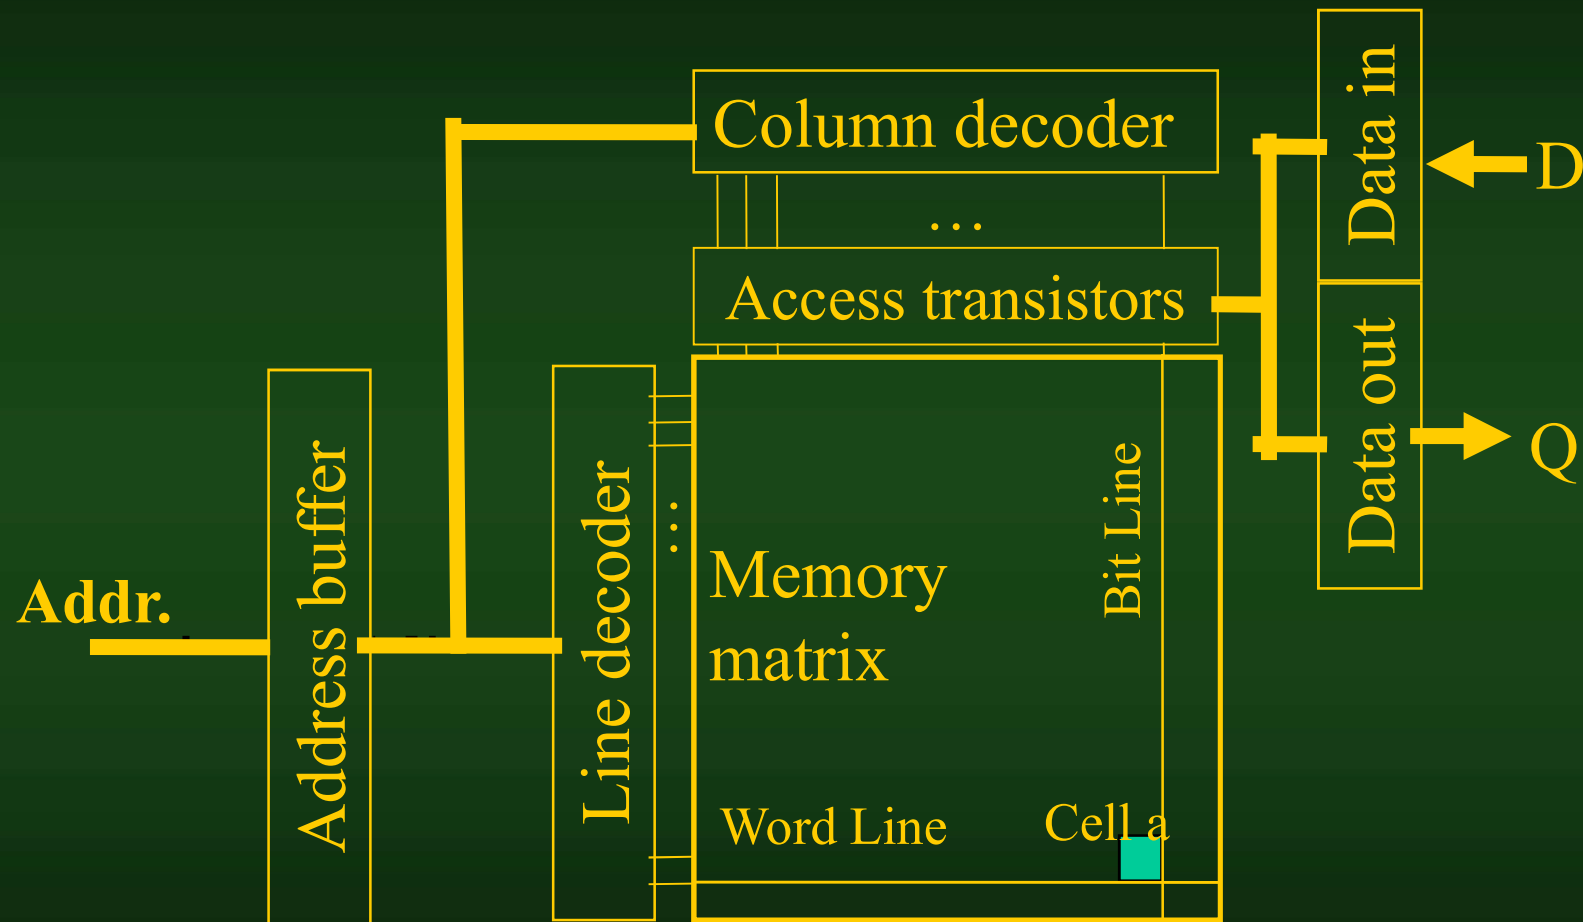 Column decoder
Data in
D
…
Access transistors
Data out
Q
Address buffer
Line decoder
…
Bit Line
Memory
matrix
Addr.
Word Line
Cell a